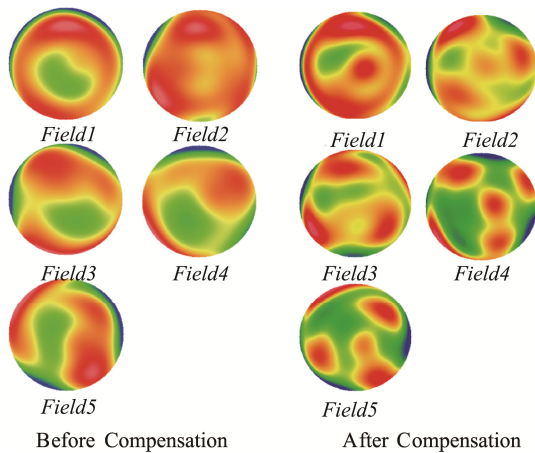 Field1 Field2 Field1 Field2
Field3 Field4 Field3 Field4
Field5 Field5
Before Compensation After Compensation